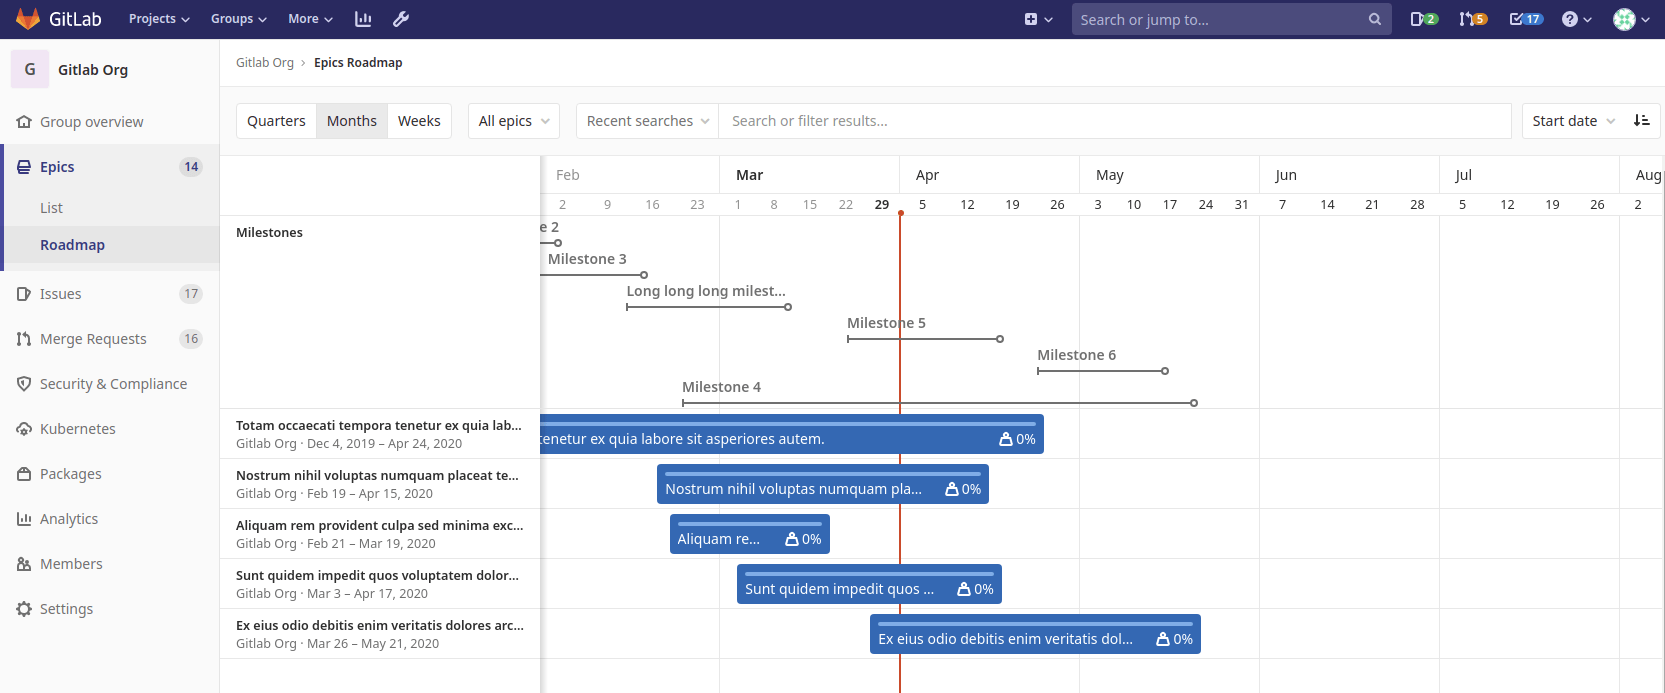 GitLab Projects Groups More Search or jump to... 2 5 17
G Gitlab Org
Gitlab Org › Epics Roadmap
Group overview
Epics 14
List
Roadmap
Issues 17
Merge Requests 16
Security & Compliance
Kubernetes
Packages
Analytics
Members
Settings
Quarters Months Weeks All epics Recent searches Search or filter results... Start date
Feb Mar Apr May Jun Jul Aug
2 9 16 23 1 8 15 22 29 5 12 19 26 3 10 17 24 31 7 14 21 28 5 12 19 26 2
Milestones
e 2
Milestone 3
Long long long milest...
Milestone 5
Milestone 6
Milestone 4
Totam occaecati tempora tenetur ex quia lab...
Gitlab Org · Dec 4, 2019 – Apr 24, 2020
tenetur ex quia labore sit asperiores autem. 0%
Nostrum nihil voluptas numquam placeat te...
Gitlab Org · Feb 19 – Apr 15, 2020
Nostrum nihil voluptas numquam pla... 0%
Aliquam rem provident culpa sed minima exc...
Gitlab Org · Feb 21 – Mar 19, 2020
Aliquam re... 0%
Sunt quidem impedit quos voluptatem dolor...
Gitlab Org · Mar 3 – Apr 17, 2020
Sunt quidem impedit quos ... 0%
Ex eius odio debitis enim veritatis dolores arc...
Gitlab Org · Mar 26 – May 21, 2020
Ex eius odio debitis enim veritatis dol... 0%